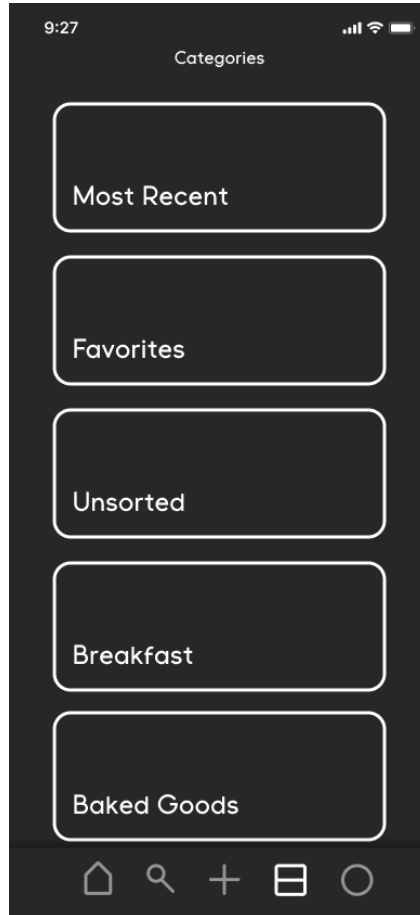 9:27
Categories
Most Recent
Favorites
Unsorted
Breakfast
Baked Goods